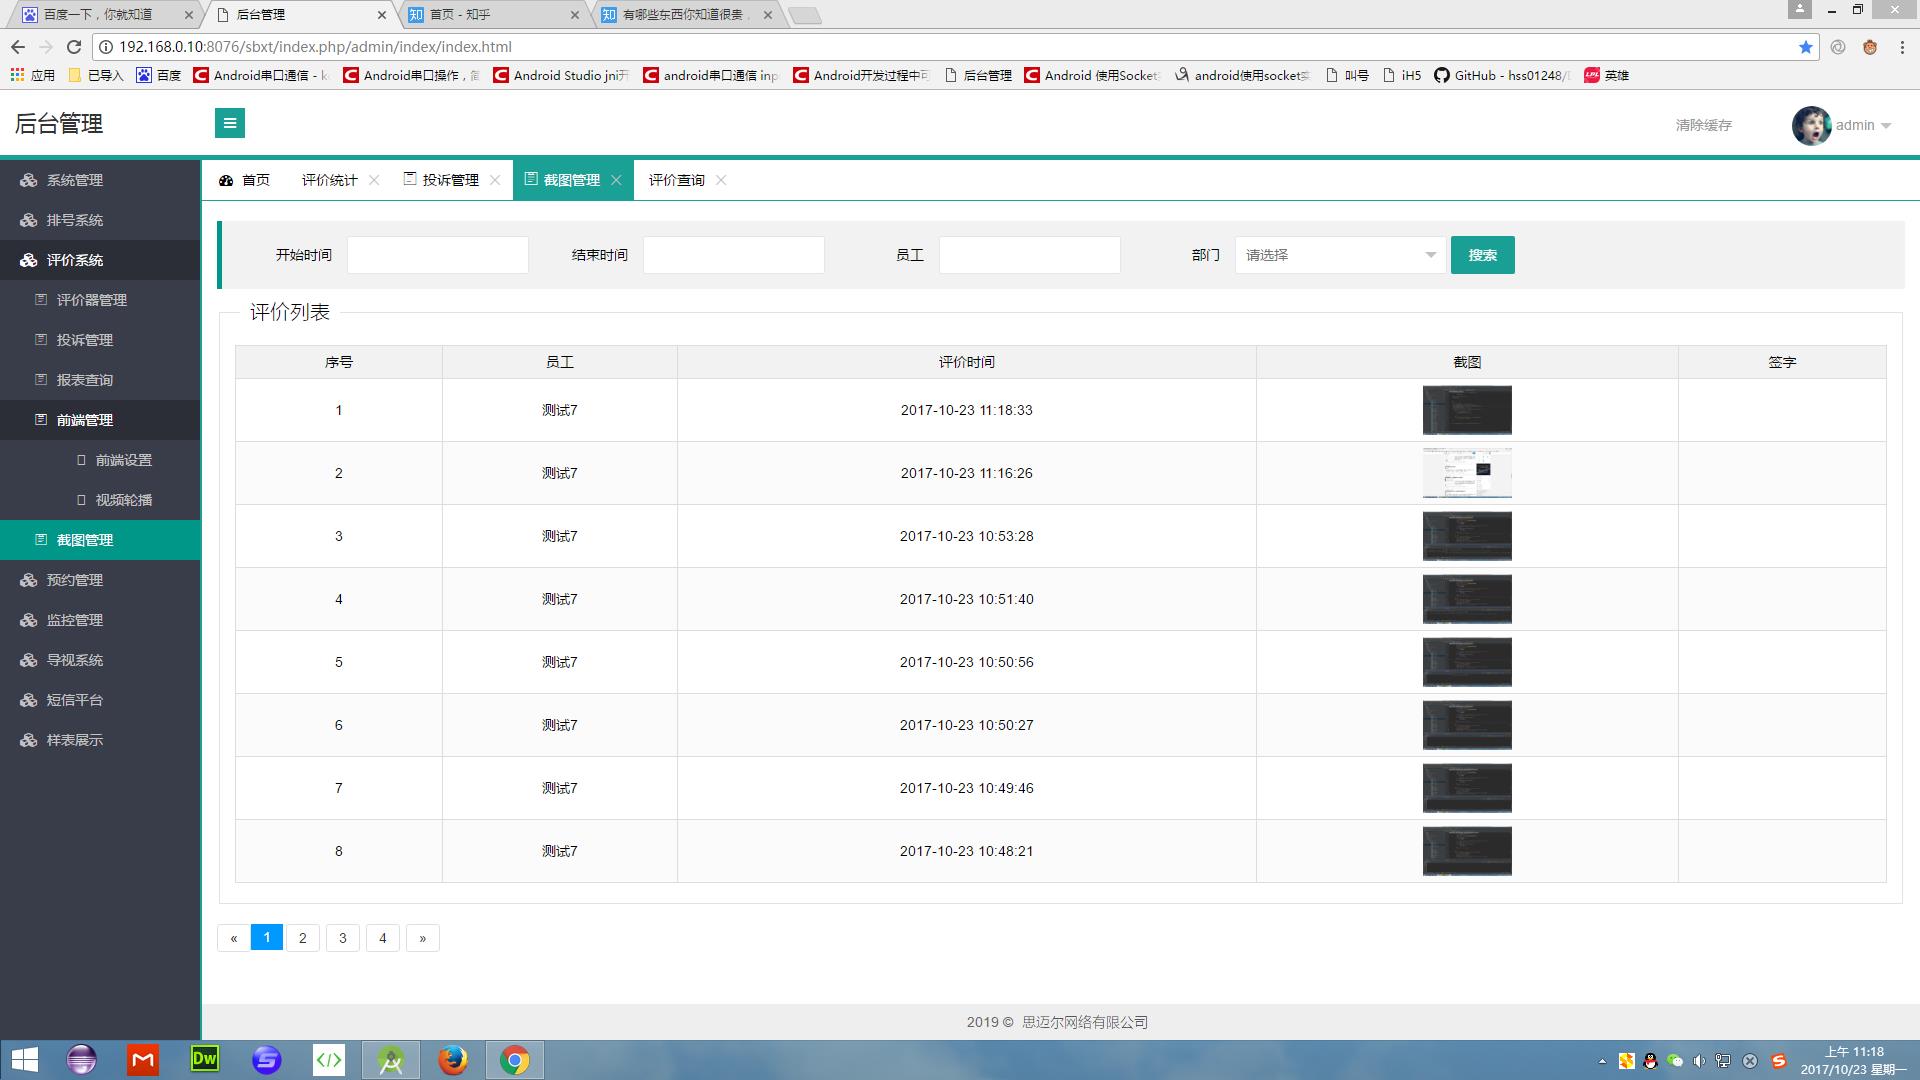 百度一下，你就知道
后台管理
首页 - 知乎
有哪些东西你知道很贵，
192.168.0.10:8076/sbxt/index.php/admin/index/index.html
应用
已导入
百度
Android串口通信 - k
Android串口操作，简
Android Studio jni开
android串口通信 inp
Android开发过程中可
后台管理
Android 使用Socket
android使用socket实
叫号
iH5
GitHub - hss01248/D
英雄
后台管理
清除缓存
admin
系统管理
排号系统
评价系统
评价器管理
投诉管理
报表查询
前端管理
前端设置
视频轮播
截图管理
预约管理
监控管理
导视系统
短信平台
样表展示
首页
评价统计
投诉管理
截图管理
评价查询
开始时间
结束时间
员工
部门
请选择
搜索
评价列表
序号 员工 评价时间 截图 签字
1 测试7 2017-10-23 11:18:33
2 测试7 2017-10-23 11:16:26
3 测试7 2017-10-23 10:53:28
4 测试7 2017-10-23 10:51:40
5 测试7 2017-10-23 10:50:56
6 测试7 2017-10-23 10:50:27
7 测试7 2017-10-23 10:49:46
8 测试7 2017-10-23 10:48:21
« 1 2 3 4 »
2019 © 思迈尔网络有限公司
Dw
上午 11:18
2017/10/23 星期一